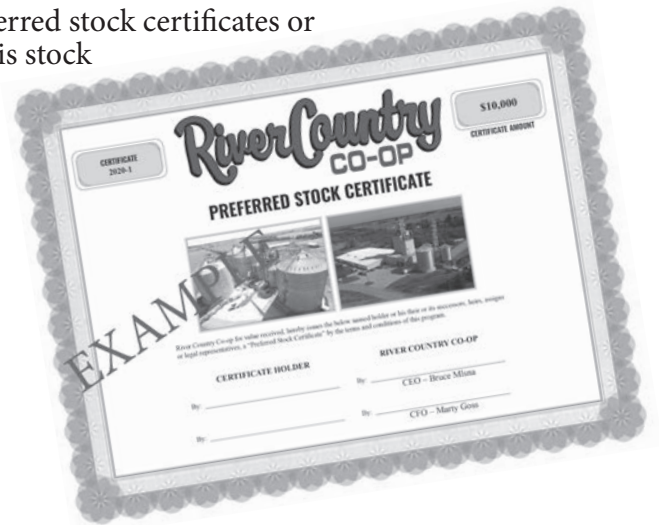 erred stock certificates or
is stock
CERTIFICATE
2020-1
RiverCountry
CO-OP
$10,000
CERTIFICATE AMOUNT
PREFERRED STOCK CERTIFICATE
EXAMPLE
River Country Co-op for value received, hereby issues the below named holder or his their or its successors, heirs, assigns
or legal representatives, a "Preferred Stock Certificate" by the terms and conditions of this program.
CERTIFICATE HOLDER
By:
By:
RIVER COUNTRY CO-OP
By:
CEO – Bruce Mlsna
By:
CFO – Marty Goss